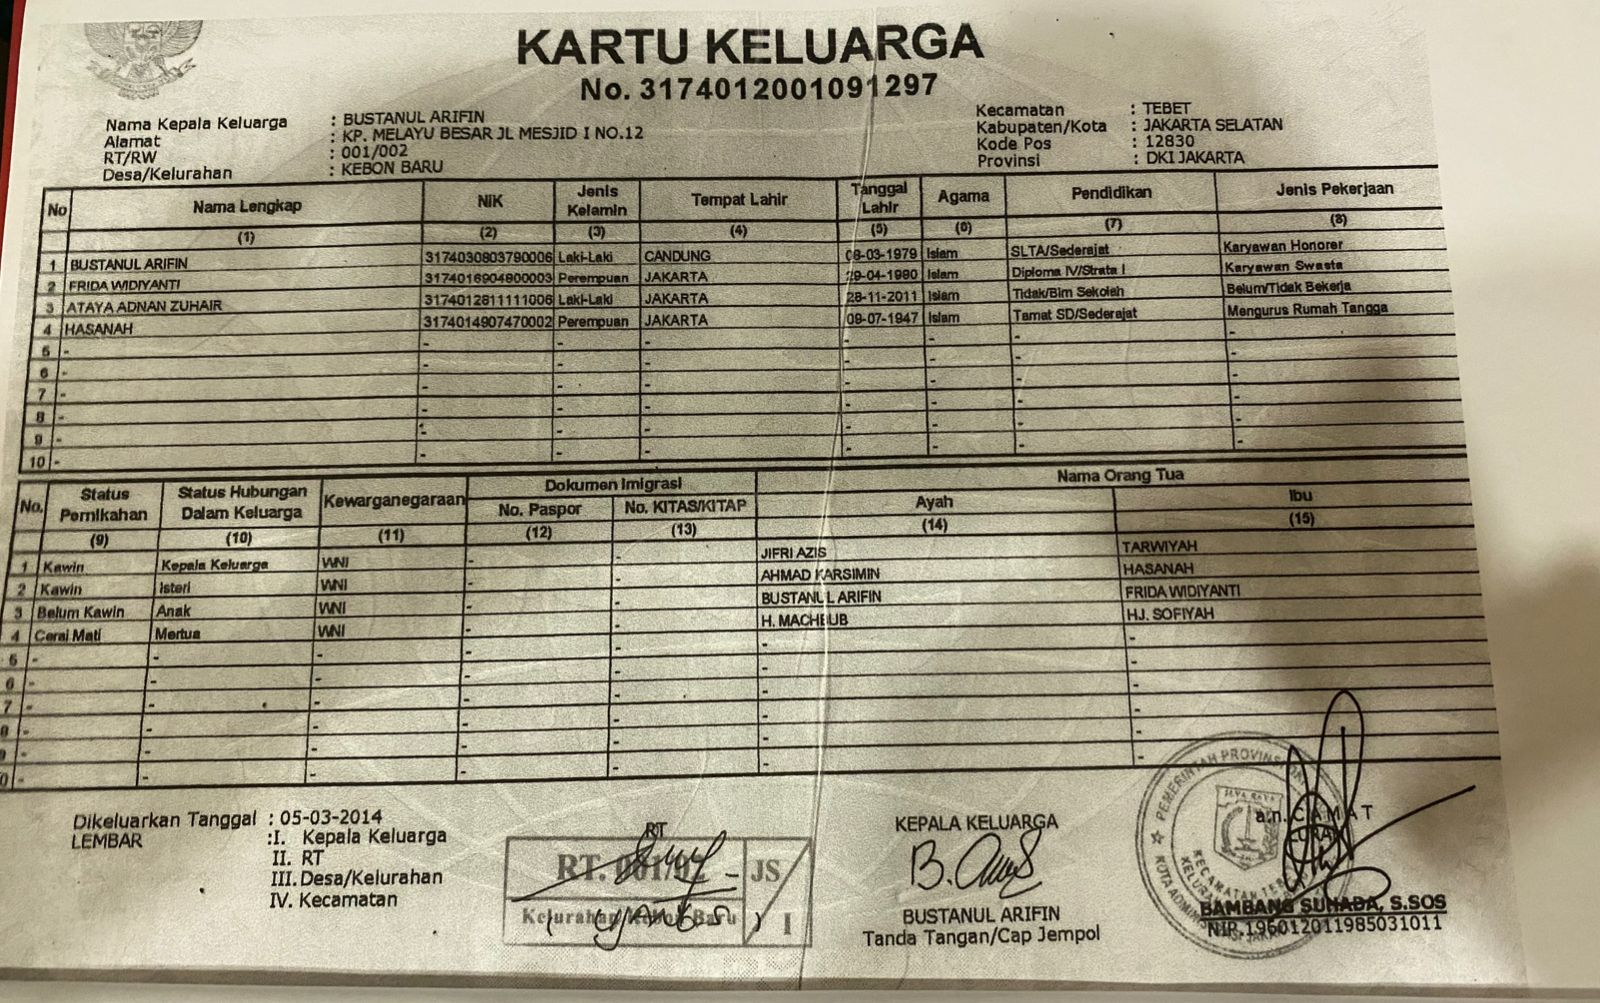 KARTU KELUARGA
No. 3174012001091297
Nama Kepala Keluarga : BUSTANUL ARIFIN
Alamat : KP. MELAYU BESAR JL MESJID I NO.12
RT/RW : 001/002
Desa/Kelurahan : KEBON BARU
Kecamatan : TEBET
Kabupaten/Kota : JAKARTA SELATAN
Kode Pos : 12830
Provinsi : DKI JAKARTA
No Nama Lengkap NIK Jenis Kelamin Tempat Lahir Tanggal Lahir Agama Pendidikan Jenis Pekerjaan
(1) (2) (3) (4) (5) (6) (7) (8)
1 BUSTANUL ARIFIN 3174030803790006 Laki-Laki CANDUNG 08-03-1979 Islam SLTA/Sederajat Karyawan Honorer
2 FRIDA WIDIYANTI 3174016904800003 Perempuan JAKARTA 29-04-1980 Islam Diploma IV/Strata I Karyawan Swasta
3 ATAYA ADNAN ZUHAIR 3174012811111006 Laki-Laki JAKARTA 28-11-2011 Islam Tidak/Blm Sekolah Belum/Tidak Bekerja
4 HASANAH 3174014907470002 Perempuan JAKARTA 09-07-1947 Islam Tamat SD/Sederajat Mengurus Rumah Tangga
5 - - - - - - - -
6 - - - - - - - -
7 - - - - - - - -
8 - - - - - - - -
9 - - - - - - - -
10 - - - - - - - -
No. Status Pernikahan Status Hubungan Dalam Keluarga Kewarganegaraan Dokumen Imigrasi Nama Orang Tua
No. Paspor No. KITAS/KITAP Ayah Ibu
(9) (10) (11) (12) (13) (14) (15)
1 Kawin Kepala Keluarga WNI - - JIFRI AZIS TARWIYAH
2 Kawin Isteri WNI - - AHMAD KARSIMIN HASANAH
3 Belum Kawin Anak WNI - - BUSTANUL ARIFIN FRIDA WIDIYANTI
4 Cerai Mati Mertua WNI - - H. MACHBUB HJ. SOFIYAH
5 - - - - - - -
6 - - - - - - -
7 - - - - - - -
8 - - - - - - -
9 - - - - - - -
0 - - - - - - -
Dikeluarkan Tanggal : 05-03-2014
LEMBAR :I. Kepala Keluarga
II. RT
III. Desa/Kelurahan
IV. Kecamatan
RT
RT. 001/02 JS
Kelurahan Kebon Baru I
KEPALA KELUARGA
BUSTANUL ARIFIN
Tanda Tangan/Cap Jempol
PEMERINTAH PROVINSI
JAYA RAYA
KECAMATAN TEBET
KOTA ADMINISTRASI JAKARTA
a.n. CAMAT
LURAH
BAMBANG SUHADA, S.SOS
NIP.196012011985031011